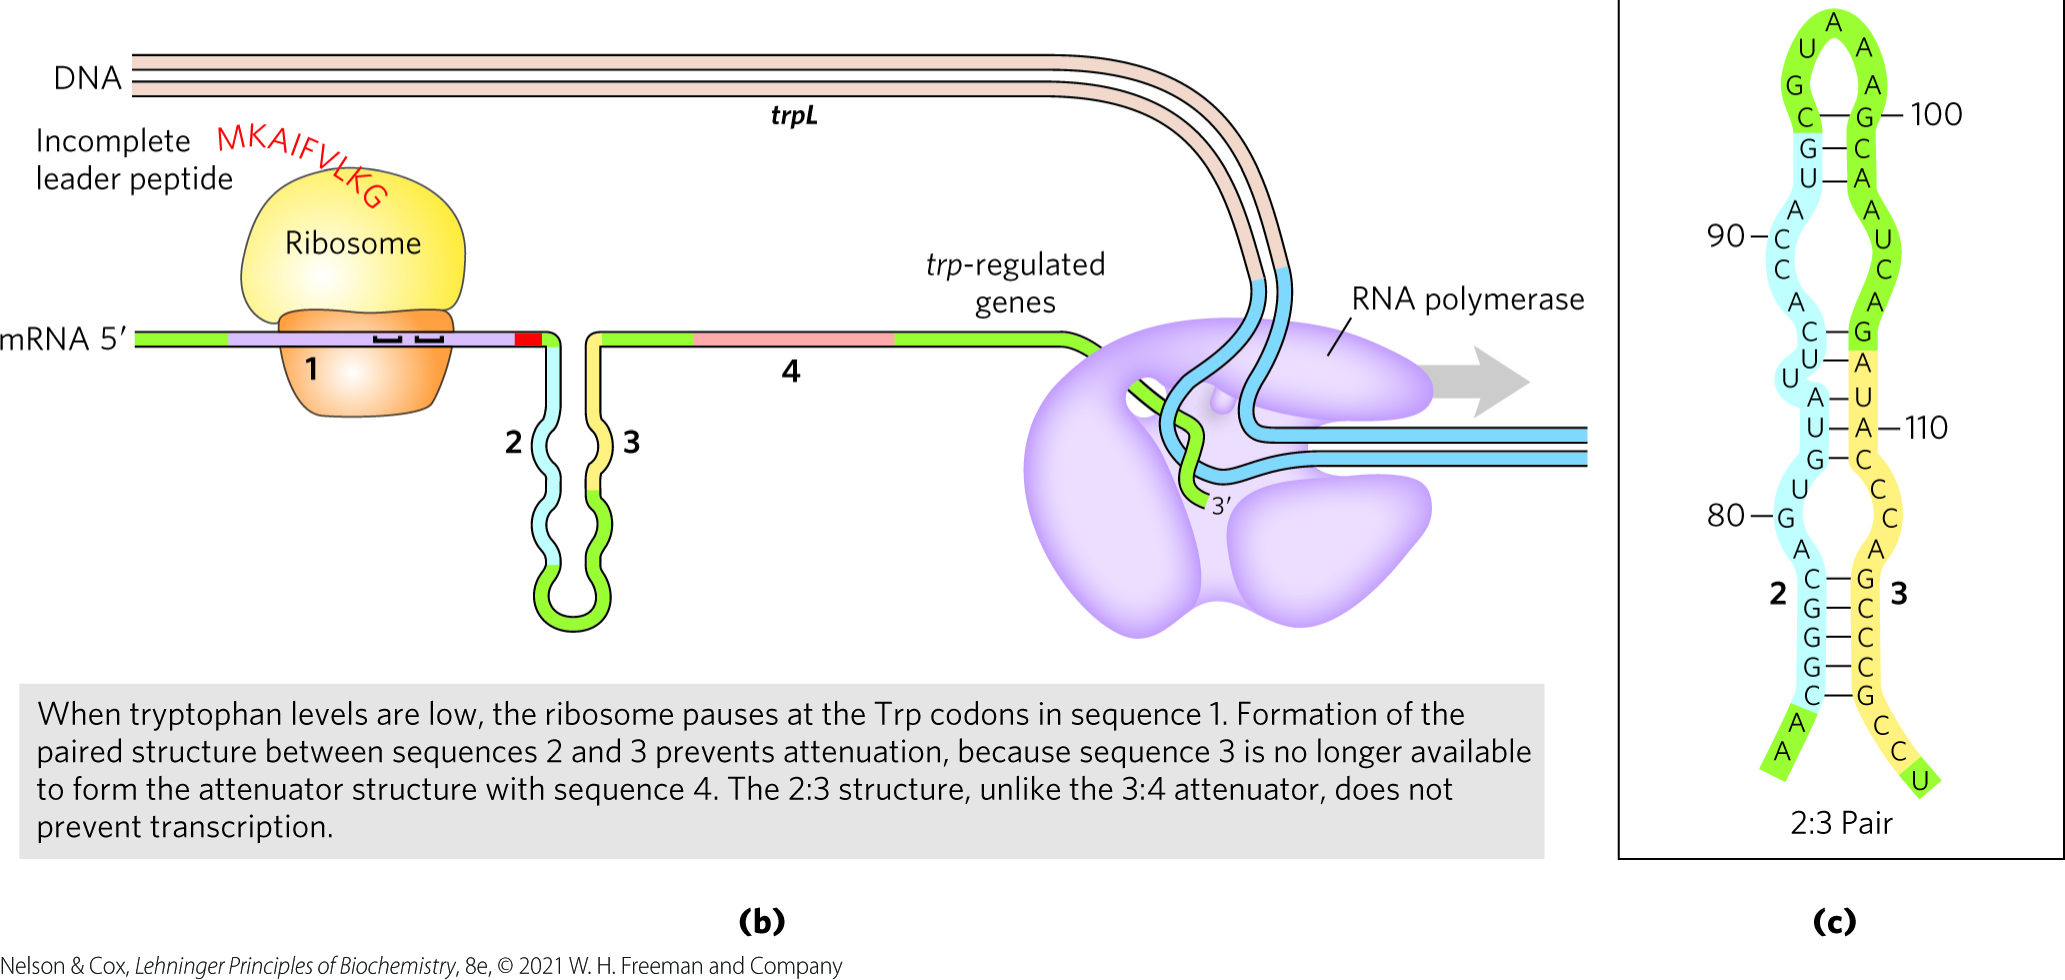 DNA
trpL
Incomplete
leader peptide
MKAIFVLKG
Ribosome
trp-regulated
genes
RNA polymerase
mRNA 5′
1
2
3
4
3′
When tryptophan levels are low, the ribosome pauses at the Trp codons in sequence 1. Formation of the
paired structure between sequences 2 and 3 prevents attenuation, because sequence 3 is no longer available
to form the attenuator structure with sequence 4. The 2:3 structure, unlike the 3:4 attenuator, does not
prevent transcription.
(b)
A
U A
G A
C G 100
G C
U A
A A
90 C U
C C
A A
C G
U A
U
A U
U A 110
G C
U C
80 G C
A A
C G
2 G C 3
G C
G C
C G
A C
A C
U
2:3 Pair
(c)
Nelson & Cox, Lehninger Principles of Biochemistry, 8e, © 2021 W. H. Freeman and Company